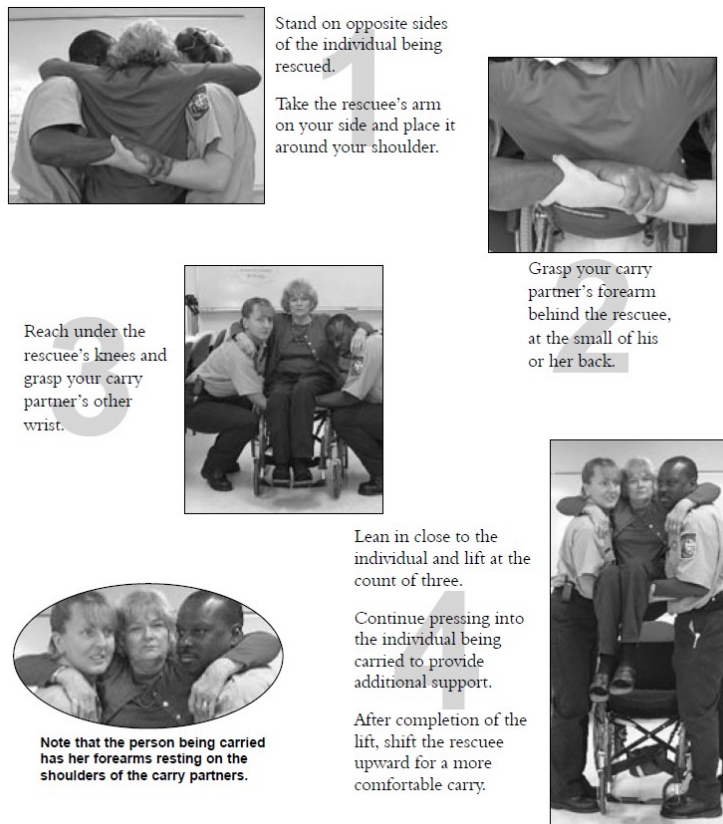 Stand on opposite sides
of the individual being
rescued.
Take the rescuee's arm
on your side and place it
around your shoulder.
1
Grasp your carry
partner's forearm
behind the rescuee,
at the small of his
or her back.
2
Reach under the
rescuee's knees and
grasp your carry
partner's other
wrist.
3
Lean in close to the
individual and lift at the
count of three.
Continue pressing into
the individual being
carried to provide
additional support.
After completion of the
lift, shift the rescuee
upward for a more
comfortable carry.
4
Note that the person being carried
has her forearms resting on the
shoulders of the carry partners.